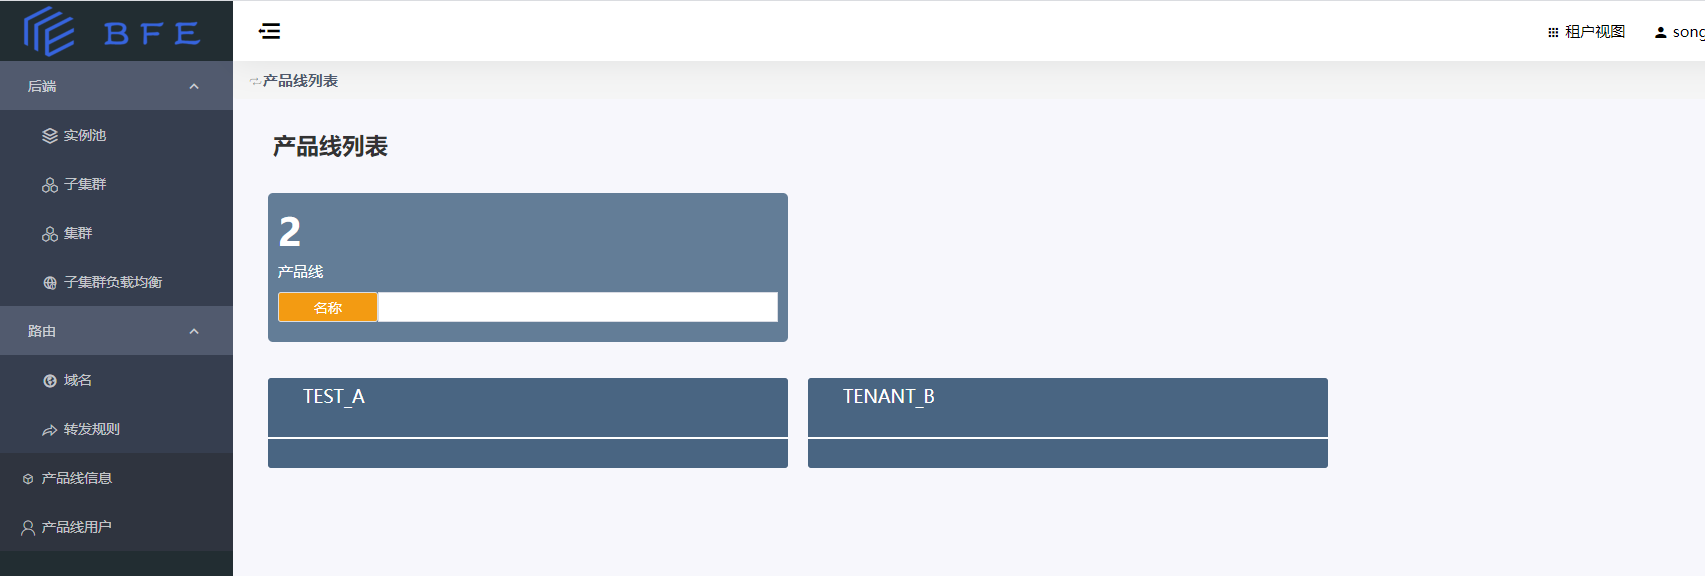 BFE
租户视图
song
后端
实例池
子集群
集群
子集群负载均衡
路由
域名
转发规则
产品线信息
产品线用户
产品线列表
产品线列表
2
产品线
名称
TEST_A
TENANT_B